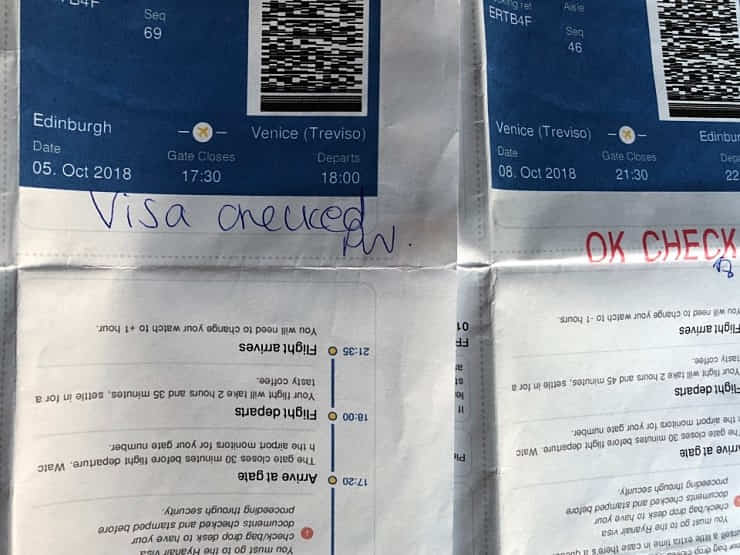 Seq
69
Edinburgh
Venice (Treviso)
Date
Gate Closes
Departs
05. Oct 2018
17:30
18:00
Visa checked
ERTB4F
Aisle
Seq
46
Venice (Treviso)
Edinbur
Date
Gate Closes
Depa
08. Oct 2018
21:30
22
OK CHECK
You must go to the Ryanair visa
check/bag drop desk to have your
documents checked and stamped before
proceeding through security.
17:20 Arrive at gate
The gate closes 30 minutes before flight departure. Watc
h the airport monitors for your gate number.
18:00 Flight departs
Your flight will take 2 hours and 35 minutes, settle in for a
tasty coffee.
21:35 Flight arrives
You will need to change your watch to +1 hour.
You must go to the Ryanair visa
check/bag drop desk to have your
documents checked and stamped before
proceeding through security.
Arrive at gate
The gate closes 30 minutes before flight departure. Watc
h the airport monitors for your gate number.
Flight departs
Your flight will take 2 hours and 45 minutes, settle in for a
tasty coffee.
Flight arrives
You will need to change your watch to -1 hours.